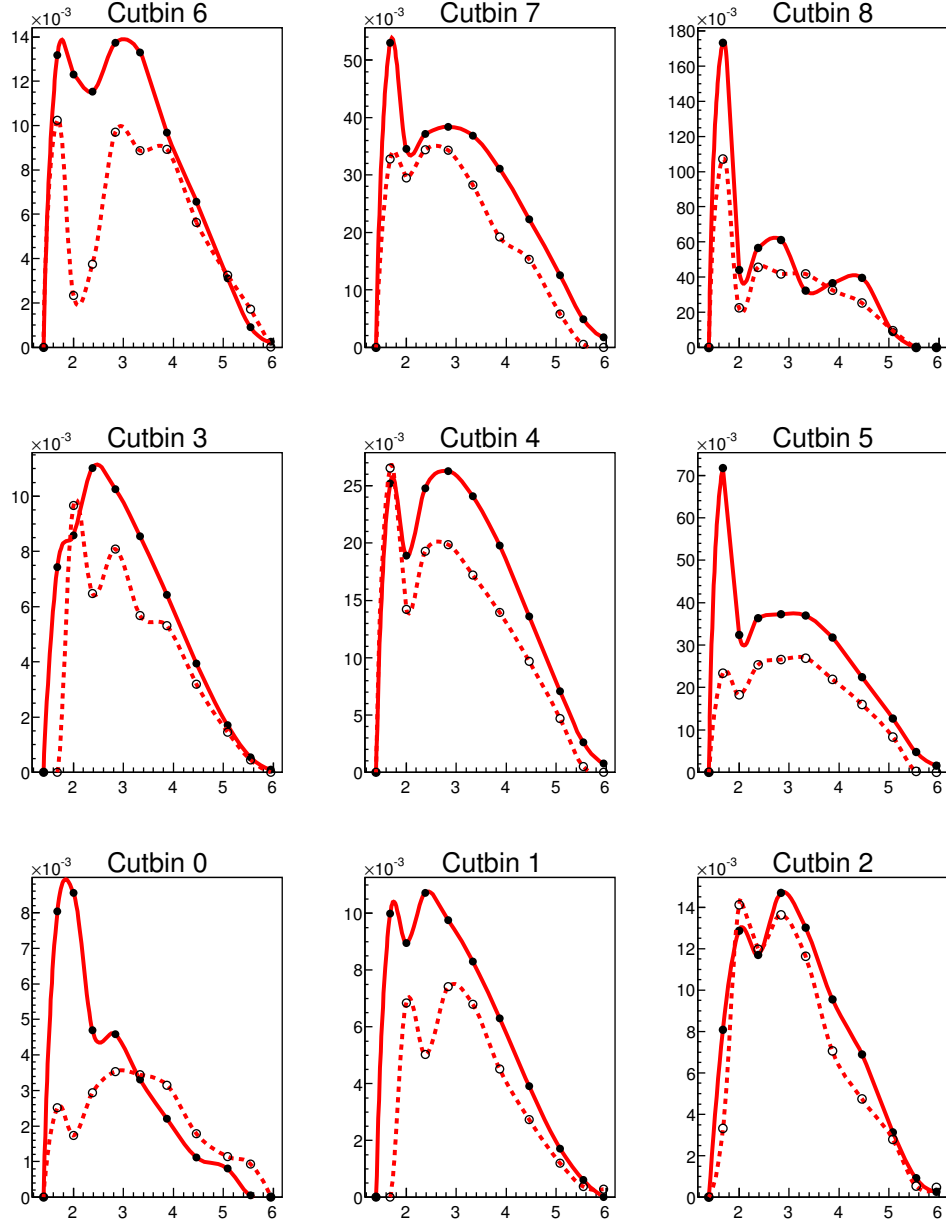 Cutbin 6 Cutbin 7 Cutbin 8
×10⁻³ ×10⁻³ ×10⁻³
14 50 180
12 40 160
10 30 140
8 20 120
6 10 100
4 0 80
2 60
0 40
20
0
2 3 4 5 6 2 3 4 5 6 2 3 4 5 6
Cutbin 3 Cutbin 4 Cutbin 5
×10⁻³ ×10⁻³ ×10⁻³
10 25 70
8 20 60
6 15 50
4 10 40
2 5 30
0 0 20
10
0
2 3 4 5 6 2 3 4 5 6 2 3 4 5 6
Cutbin 0 Cutbin 1 Cutbin 2
×10⁻³ ×10⁻³ ×10⁻³
8 10 14
7 8 12
6 6 10
5 4 8
4 2 6
3 0 4
2 2
1 0
0
2 3 4 5 6 2 3 4 5 6 2 3 4 5 6